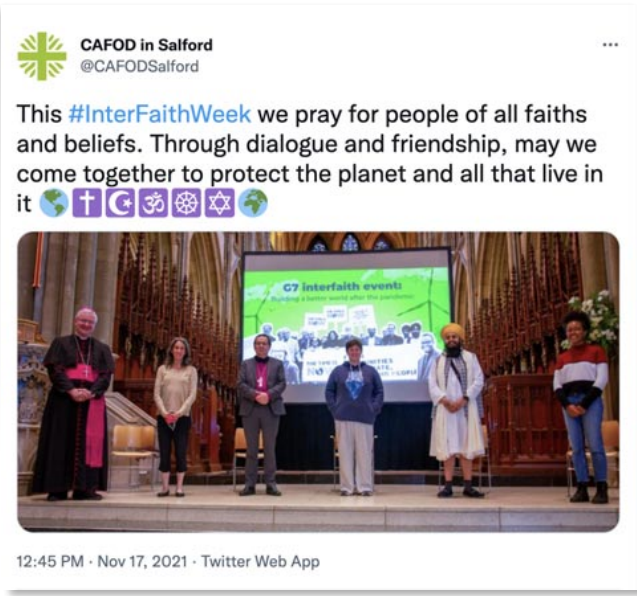 CAFOD in Salford
@CAFODSalford
This #InterFaithWeek we pray for people of all faiths
and beliefs. Through dialogue and friendship, may we
come together to protect the planet and all that live in
it 🌎✝️☪️🕉️☸️✡️🌍
G7 interfaith event:
Building a better world after the pandemic
12:45 PM · Nov 17, 2021 · Twitter Web App